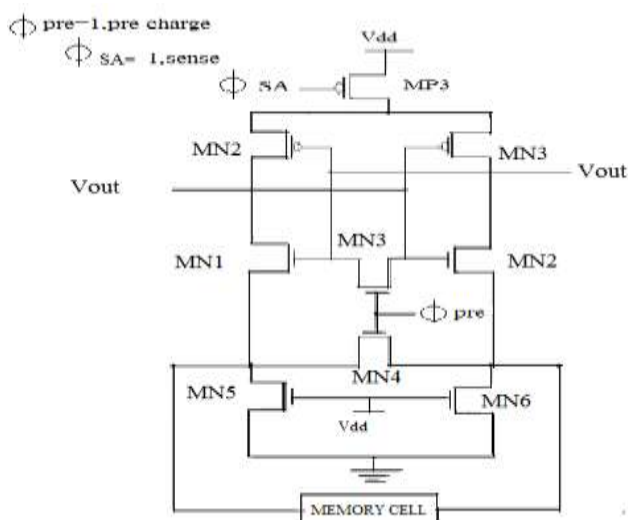 ϕ pre-1.pre charge
ϕ SA= 1.sense
Vdd
ϕ SA
MP3
MN2
MN3
Vout
Vout
MN3
MN1
MN2
ϕ pre
MN4
MN5
MN6
Vdd
MEMORY CELL